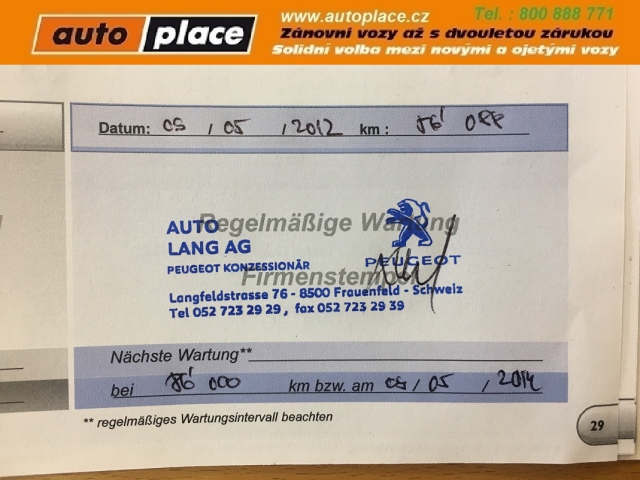 www.autoplace.cz
Tel. : 800 888 771
auto place
Zánovní vozy až s dvouletou zárukou
Solidní volba mezi novými a ojetými vozy
Datum: 05 / 05 / 2012 km :
AUTO
Regelmäßige Wartung
LANG AG
PEUGEOT
PEUGEOT KONZESSIONÄR
Langfeldstrasse 76 - 8500 Frauenfeld - Schweiz
Tel 052 723 29 29 , fax 052 723 29 39
Nächste Wartung**
bei 000 km bzw. am 05 / 05 , 2014
** regelmäßiges Wartungsintervall beachten
29